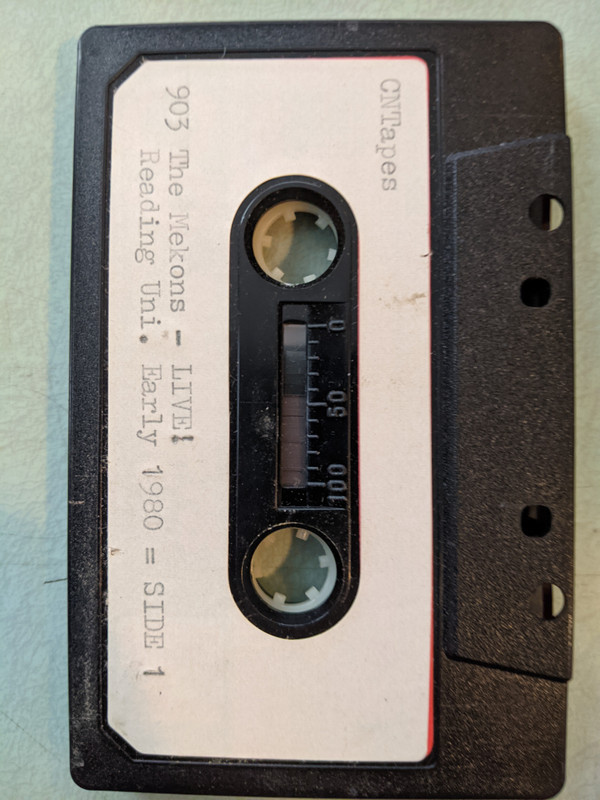 CNTapes
0 50 100
903 The Mekons - LIVE!
Reading Uni. Early 1980 = SIDE 1